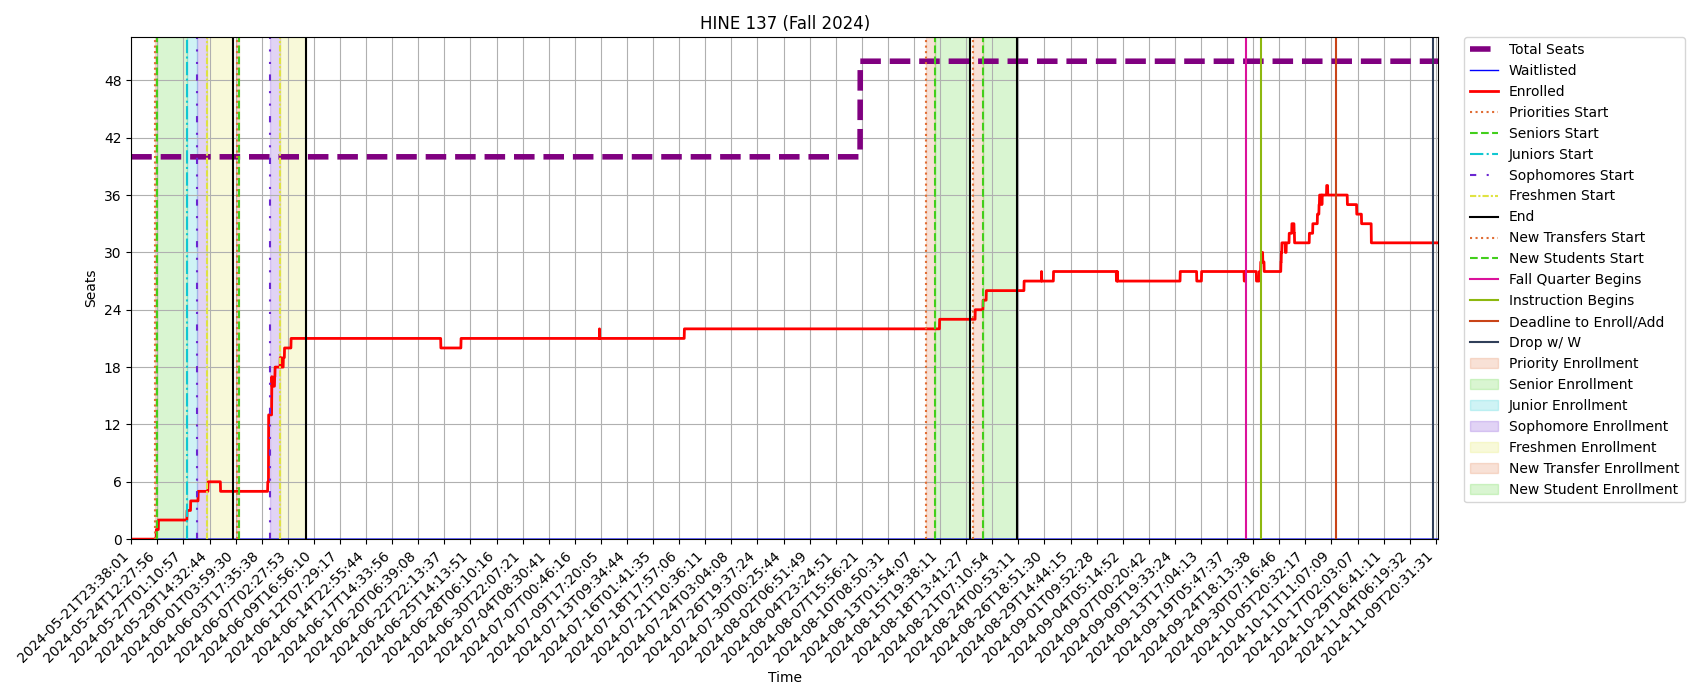 HINE 137 (Fall 2024)
Seats
48
42
36
30
24
18
12
6
0
2024-05-21T23:38:01
2024-05-24T12:27:56
2024-05-27T01:10:57
2024-05-29T14:32:44
2024-06-01T03:59:30
2024-06-03T17:35:38
2024-06-07T02:27:53
2024-06-09T16:56:10
2024-06-12T07:29:17
2024-06-14T22:55:44
2024-06-17T14:33:56
2024-06-20T06:39:08
2024-06-22T22:13:37
2024-06-25T14:13:51
2024-06-28T06:10:16
2024-06-30T22:07:21
2024-07-04T08:30:41
2024-07-07T00:46:16
2024-07-09T17:20:05
2024-07-13T09:34:44
2024-07-16T01:41:35
2024-07-18T17:57:06
2024-07-21T10:36:11
2024-07-24T03:04:08
2024-07-26T19:37:24
2024-07-30T00:25:44
2024-08-02T06:51:49
2024-08-04T23:24:51
2024-08-07T15:56:21
2024-08-10T08:50:31
2024-08-13T01:54:07
2024-08-15T19:38:11
2024-08-18T13:41:27
2024-08-21T07:10:54
2024-08-24T00:53:11
2024-08-26T18:51:30
2024-08-29T14:44:15
2024-09-01T09:52:28
2024-09-04T05:14:52
2024-09-07T00:20:42
2024-09-09T19:33:24
2024-09-13T17:04:13
2024-09-19T05:47:37
2024-09-24T18:13:38
2024-09-30T07:16:46
2024-10-05T20:32:17
2024-10-11T11:07:09
2024-10-17T02:03:07
2024-10-29T16:41:11
2024-11-04T06:19:32
2024-11-09T20:31:31
Time
Total Seats
Waitlisted
Enrolled
Priorities Start
Seniors Start
Juniors Start
Sophomores Start
Freshmen Start
End
New Transfers Start
New Students Start
Fall Quarter Begins
Instruction Begins
Deadline to Enroll/Add
Drop w/ W
Priority Enrollment
Senior Enrollment
Junior Enrollment
Sophomore Enrollment
Freshmen Enrollment
New Transfer Enrollment
New Student Enrollment